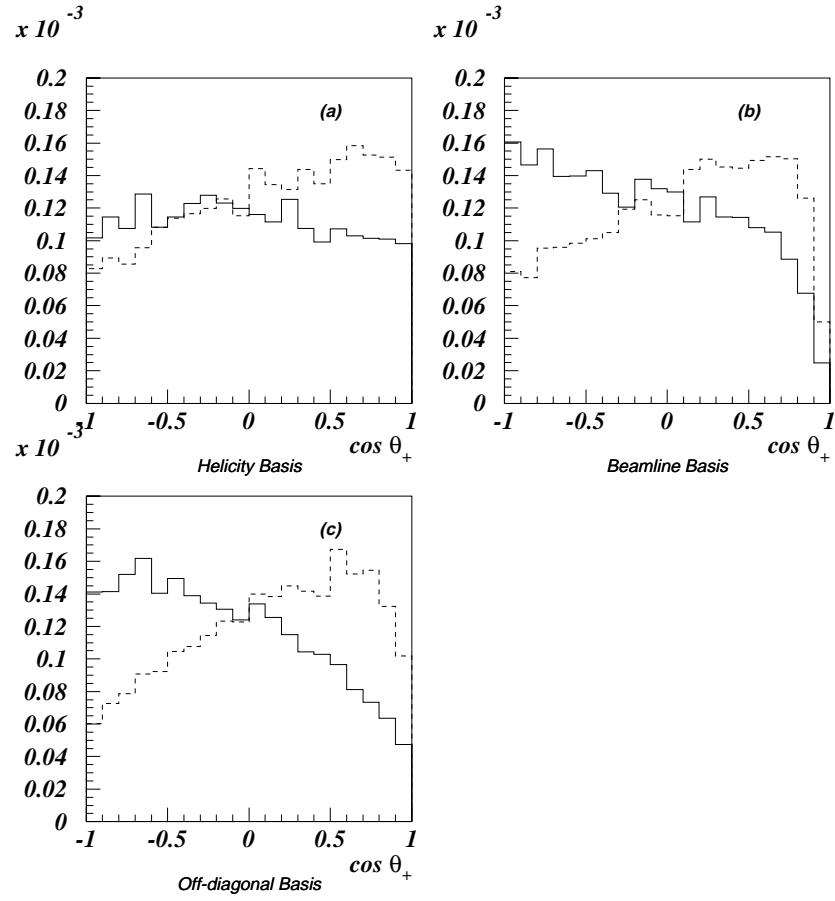 x 10 -3
(a)
0.2
0.18
0.16
0.14
0.12
0.1
0.08
0.06
0.04
0.02
0
-1 -0.5 0 0.5 1
cos θ+
Helicity Basis
x 10 -3
(b)
0.2
0.18
0.16
0.14
0.12
0.1
0.08
0.06
0.04
0.02
0
-1 -0.5 0 0.5 1
cos θ+
Beamline Basis
x 10 -3
(c)
0.2
0.18
0.16
0.14
0.12
0.1
0.08
0.06
0.04
0.02
0
-1 -0.5 0 0.5 1
cos θ+
Off-diagonal Basis